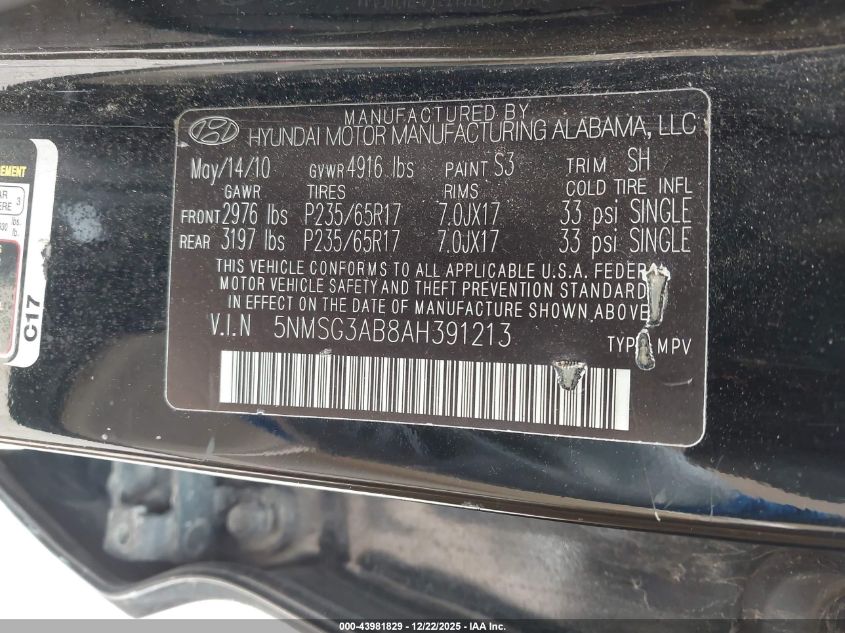 MANUFACTURED BY
HYUNDAI MOTOR MANUFACTURING ALABAMA, LLC
May/14/10 GVWR 4916 lbs PAINT S3 TRIM SH
GAWR TIRES RIMS COLD TIRE INFL
FRONT 2976 lbs P235/65R17 7.0JX17 33 psi SINGLE
REAR 3197 lbs P235/65R17 7.0JX17 33 psi SINGLE
THIS VEHICLE CONFORMS TO ALL APPLICABLE U.S.A. FEDERAL
MOTOR VEHICLE SAFETY AND THEFT PREVENTION STANDARD
IN EFFECT ON THE DATE OF MANUFACTURE SHOWN ABOVE
V.I.N 5NMSG3AB8AH391213
TYPE MPV
C17
000-43981829 - 12/22/2025 - IAA Inc.